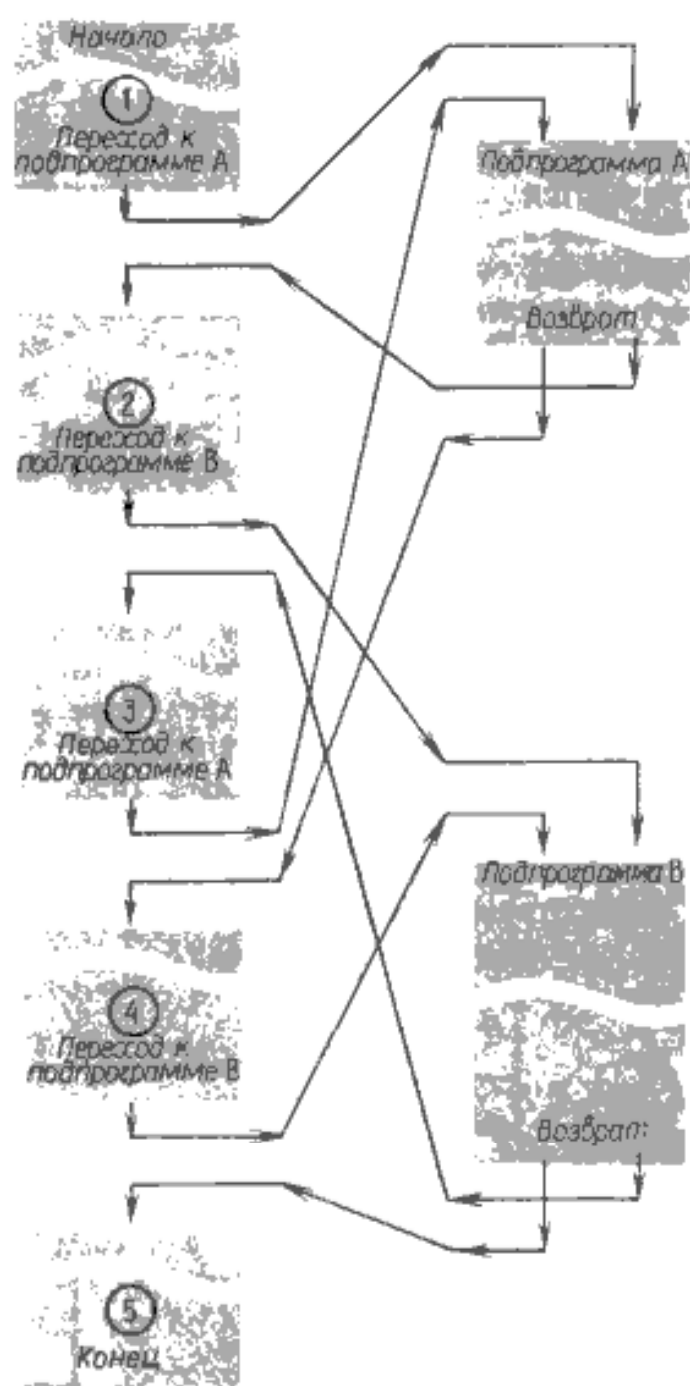 Начало
1
Переход к
подпрограмме А
Подпрограмма А
Возврат
2
Переход к
подпрограмме В
3
Переход к
подпрограмме А
Подпрограмма В
Возврат
4
Переход к
подпрограмме В
5
Конец